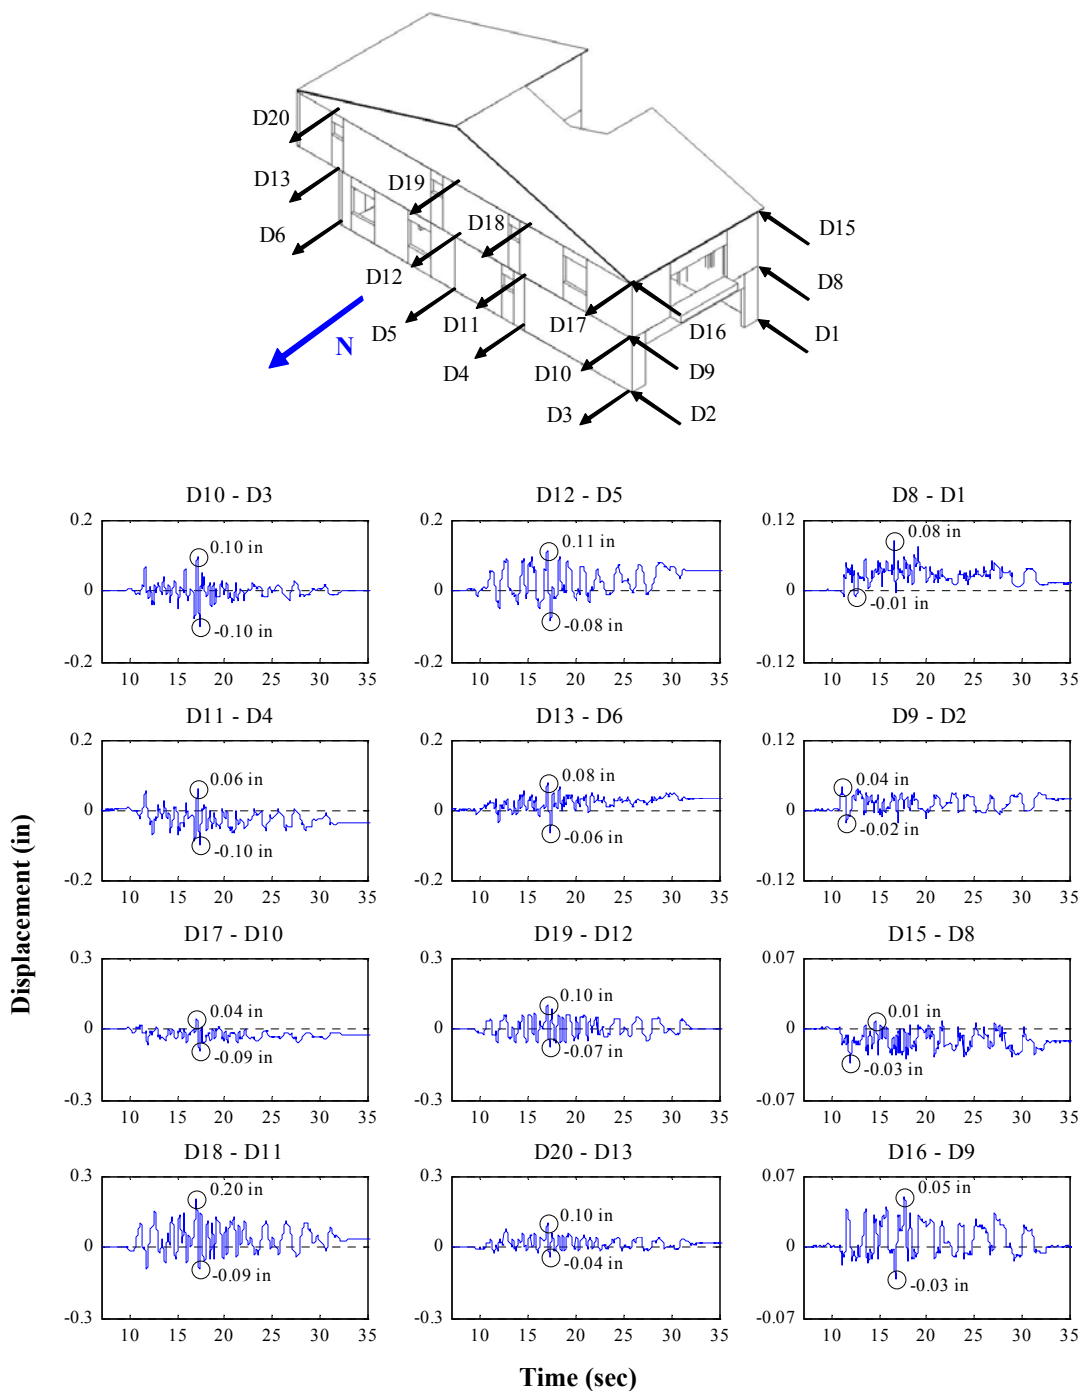 D20
D13
D19
D18
D15
D6
D12
D8
D5
D11
D17
D16
D1
N
D4
D10
D9
D3
D2
D10 - D3
D12 - D5
D8 - D1
0.2
0.10 in
0
-0.10 in
-0.2
10 15 20 25 30 35
0.2
0.11 in
0
-0.08 in
-0.2
10 15 20 25 30 35
0.12
0.08 in
0
-0.01 in
-0.12
10 15 20 25 30 35
D11 - D4
D13 - D6
D9 - D2
0.2
0.06 in
0
-0.10 in
-0.2
10 15 20 25 30 35
0.2
0.08 in
0
-0.06 in
-0.2
10 15 20 25 30 35
0.12
0.04 in
0
-0.02 in
-0.12
10 15 20 25 30 35
Displacement (in)
D17 - D10
D19 - D12
D15 - D8
0.3
0.04 in
0
-0.09 in
-0.3
10 15 20 25 30 35
0.3
0.10 in
0
-0.07 in
-0.3
10 15 20 25 30 35
0.07
0.01 in
0
-0.03 in
-0.07
10 15 20 25 30 35
D18 - D11
D20 - D13
D16 - D9
0.3
0.20 in
0
-0.09 in
-0.3
10 15 20 25 30 35
0.3
0.10 in
0
-0.04 in
-0.3
10 15 20 25 30 35
0.07
0.05 in
0
-0.03 in
-0.07
10 15 20 25 30 35
Time (sec)